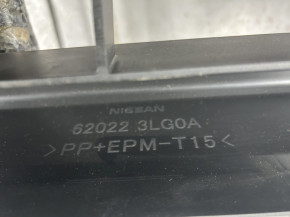 NISSAN
62022 3LG0A
>PP+EPM-T15<